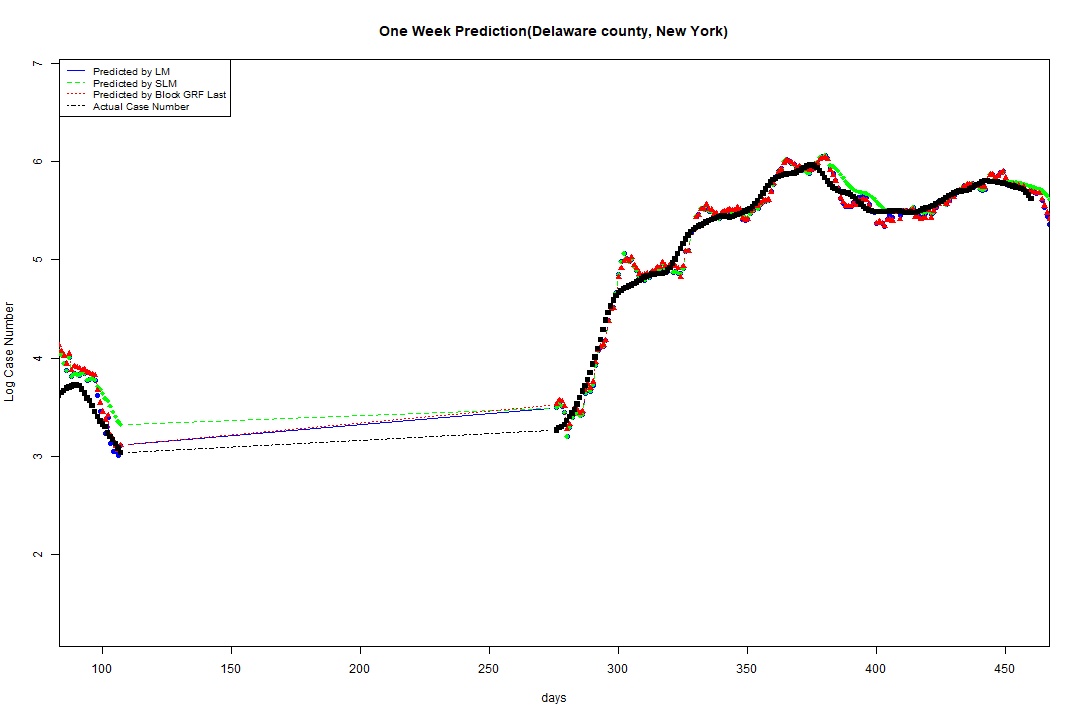 One Week Prediction(Delaware county, New York)
Predicted by LM
Predicted by SLM
Predicted by Block GRF Last
Actual Case Number
7
6
5
4
3
2
Log Case Number
100 150 200 250 300 350 400 450
days